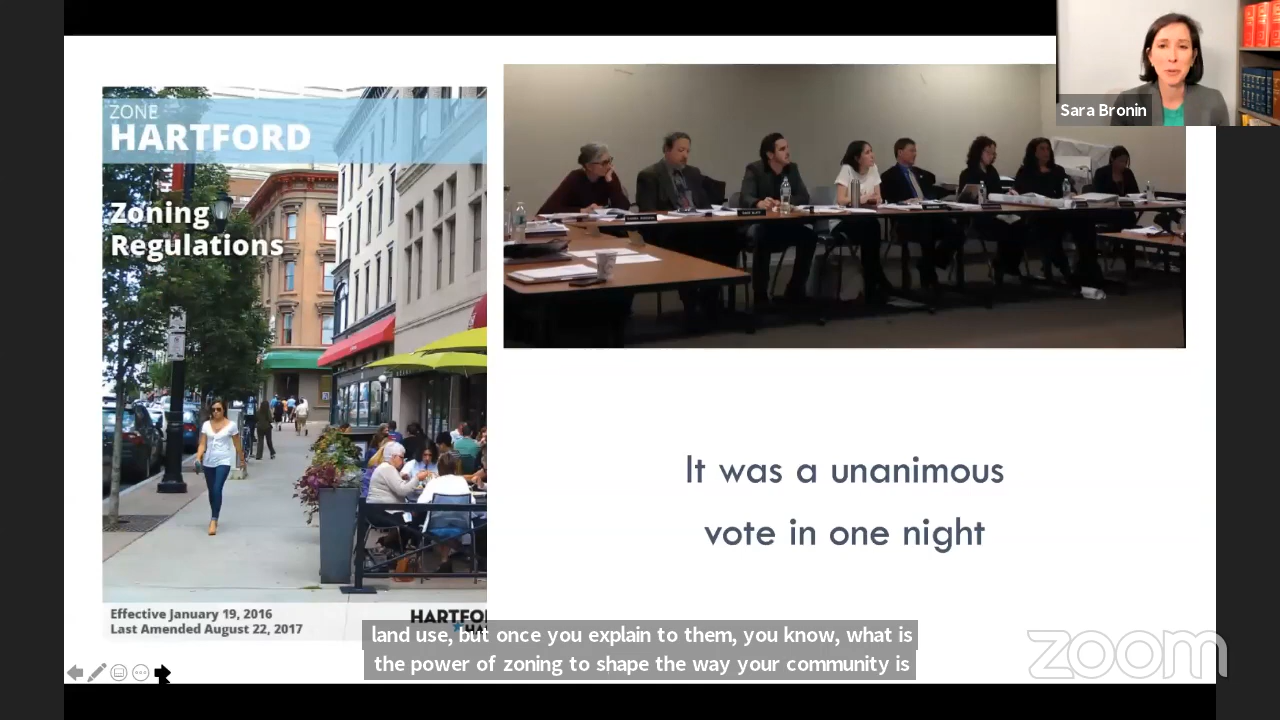 ZONE
HARTFORD
Zoning
Regulations
Effective January 19, 2016
Last Amended August 22, 2017
Sara Bronin
It was a unanimous
vote in one night
land use, but once you explain to them, you know, what is
the power of zoning to shape the way your community is
zoom